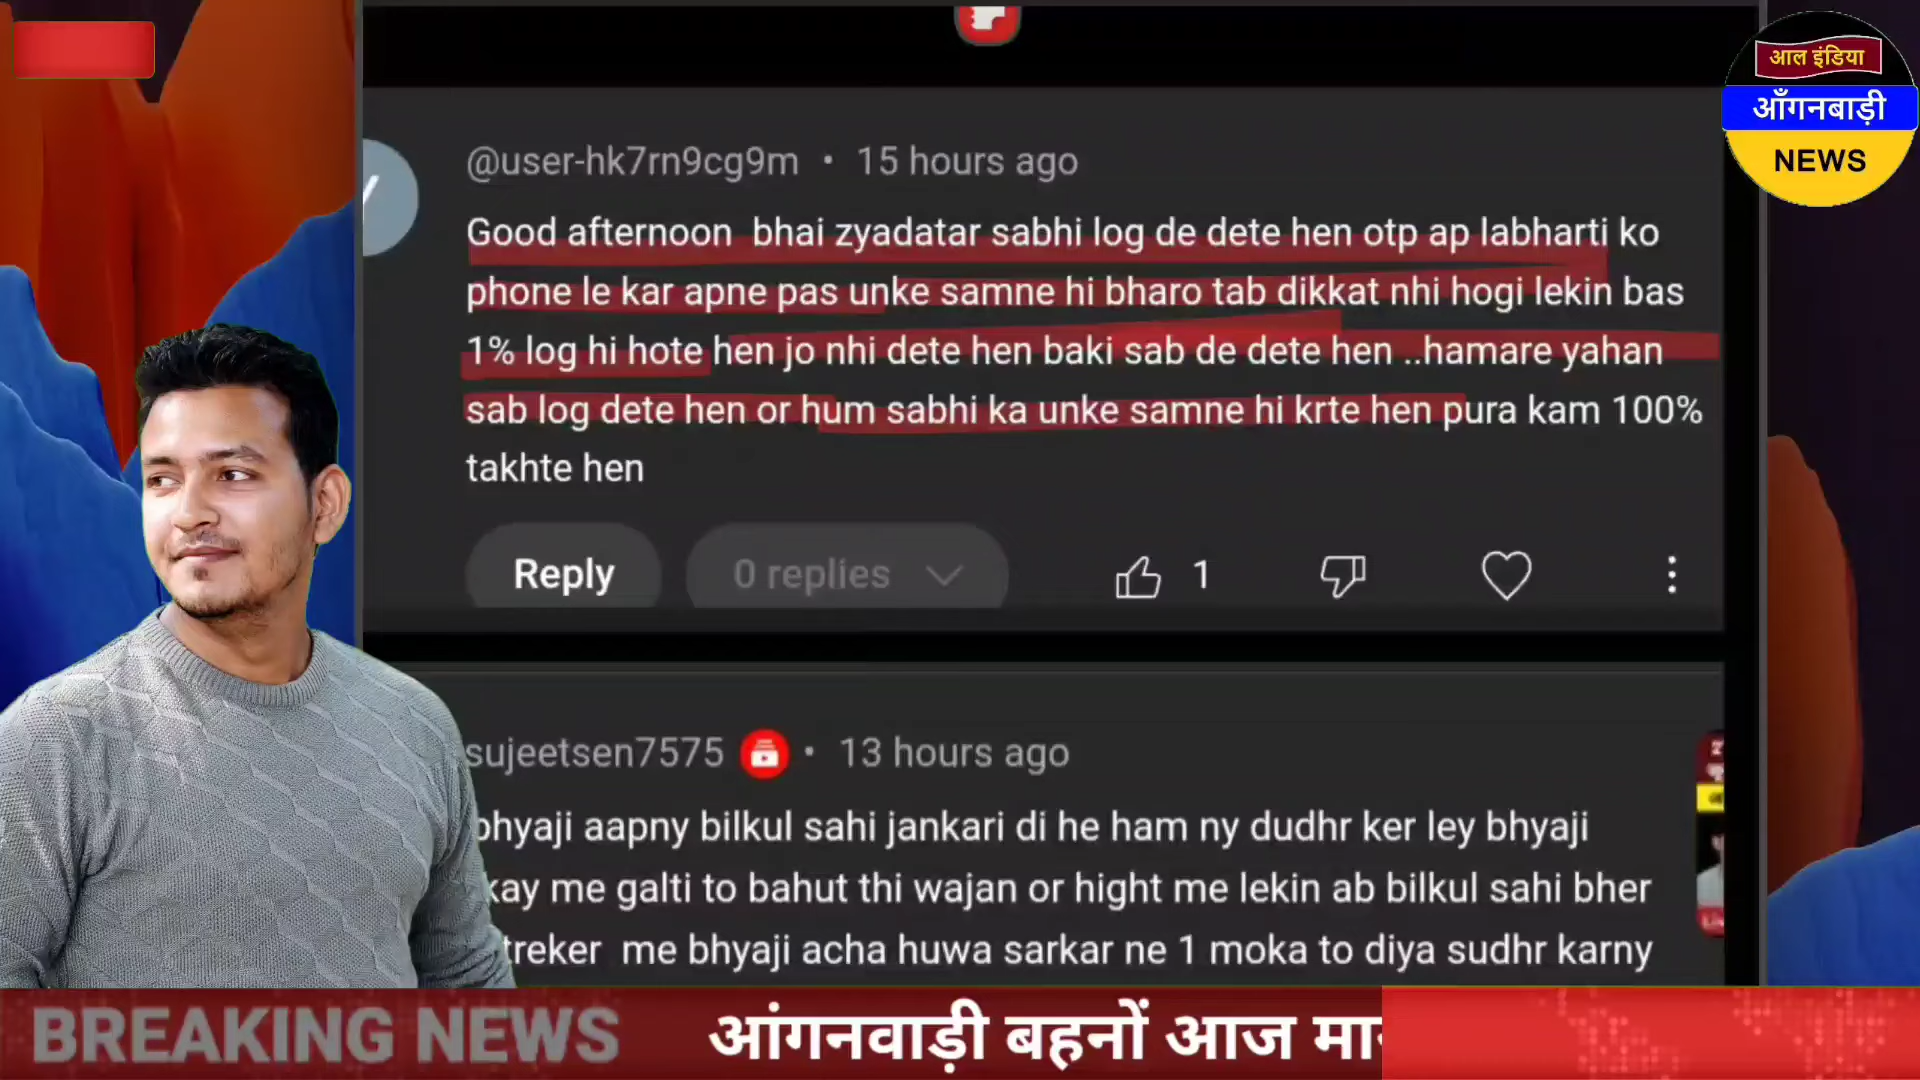 आल इंडिया
आँगनबाड़ी
NEWS
@user-hk7rn9cg9m • 15 hours ago
Good afternoon bhai zyadatar sabhi log de dete hen otp ap labharti ko
phone le kar apne pas unke samne hi bharo tab dikkat nhi hogi lekin bas
1% log hi hote hen jo nhi dete hen baki sab de dete hen ..hamare yahan
sab log dete hen or hum sabhi ka unke samne hi krte hen pura kam 100%
takhte hen
Reply 0 replies 1
sujeetsen7575 • 13 hours ago
bhyaji aapny bilkul sahi jankari di he ham ny dudhr ker ley bhyaji
kay me galti to bahut thi wajan or hight me lekin ab bilkul sahi bher
treker me bhyaji acha huwa sarkar ne 1 moka to diya sudhr karny
BREAKING NEWS आंगनवाड़ी बहनों आज